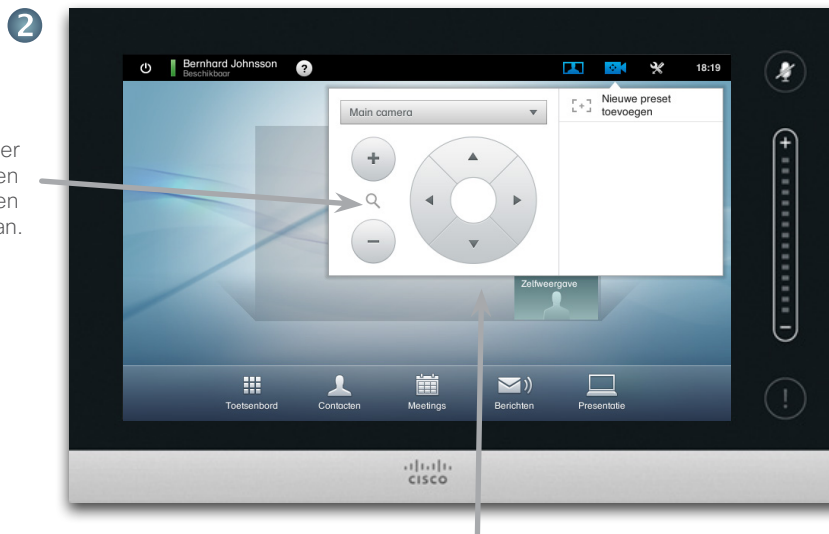 2
Bernhard Johnsson
Beschikbaar
?
18:19
er
en
en
an.
Main camera
Nieuwe preset
toevoegen
+
−
Zelfweergave
Toetsenbord
Contacten
Meetings
Berichten
Presentatie
+
−
!
CISCO